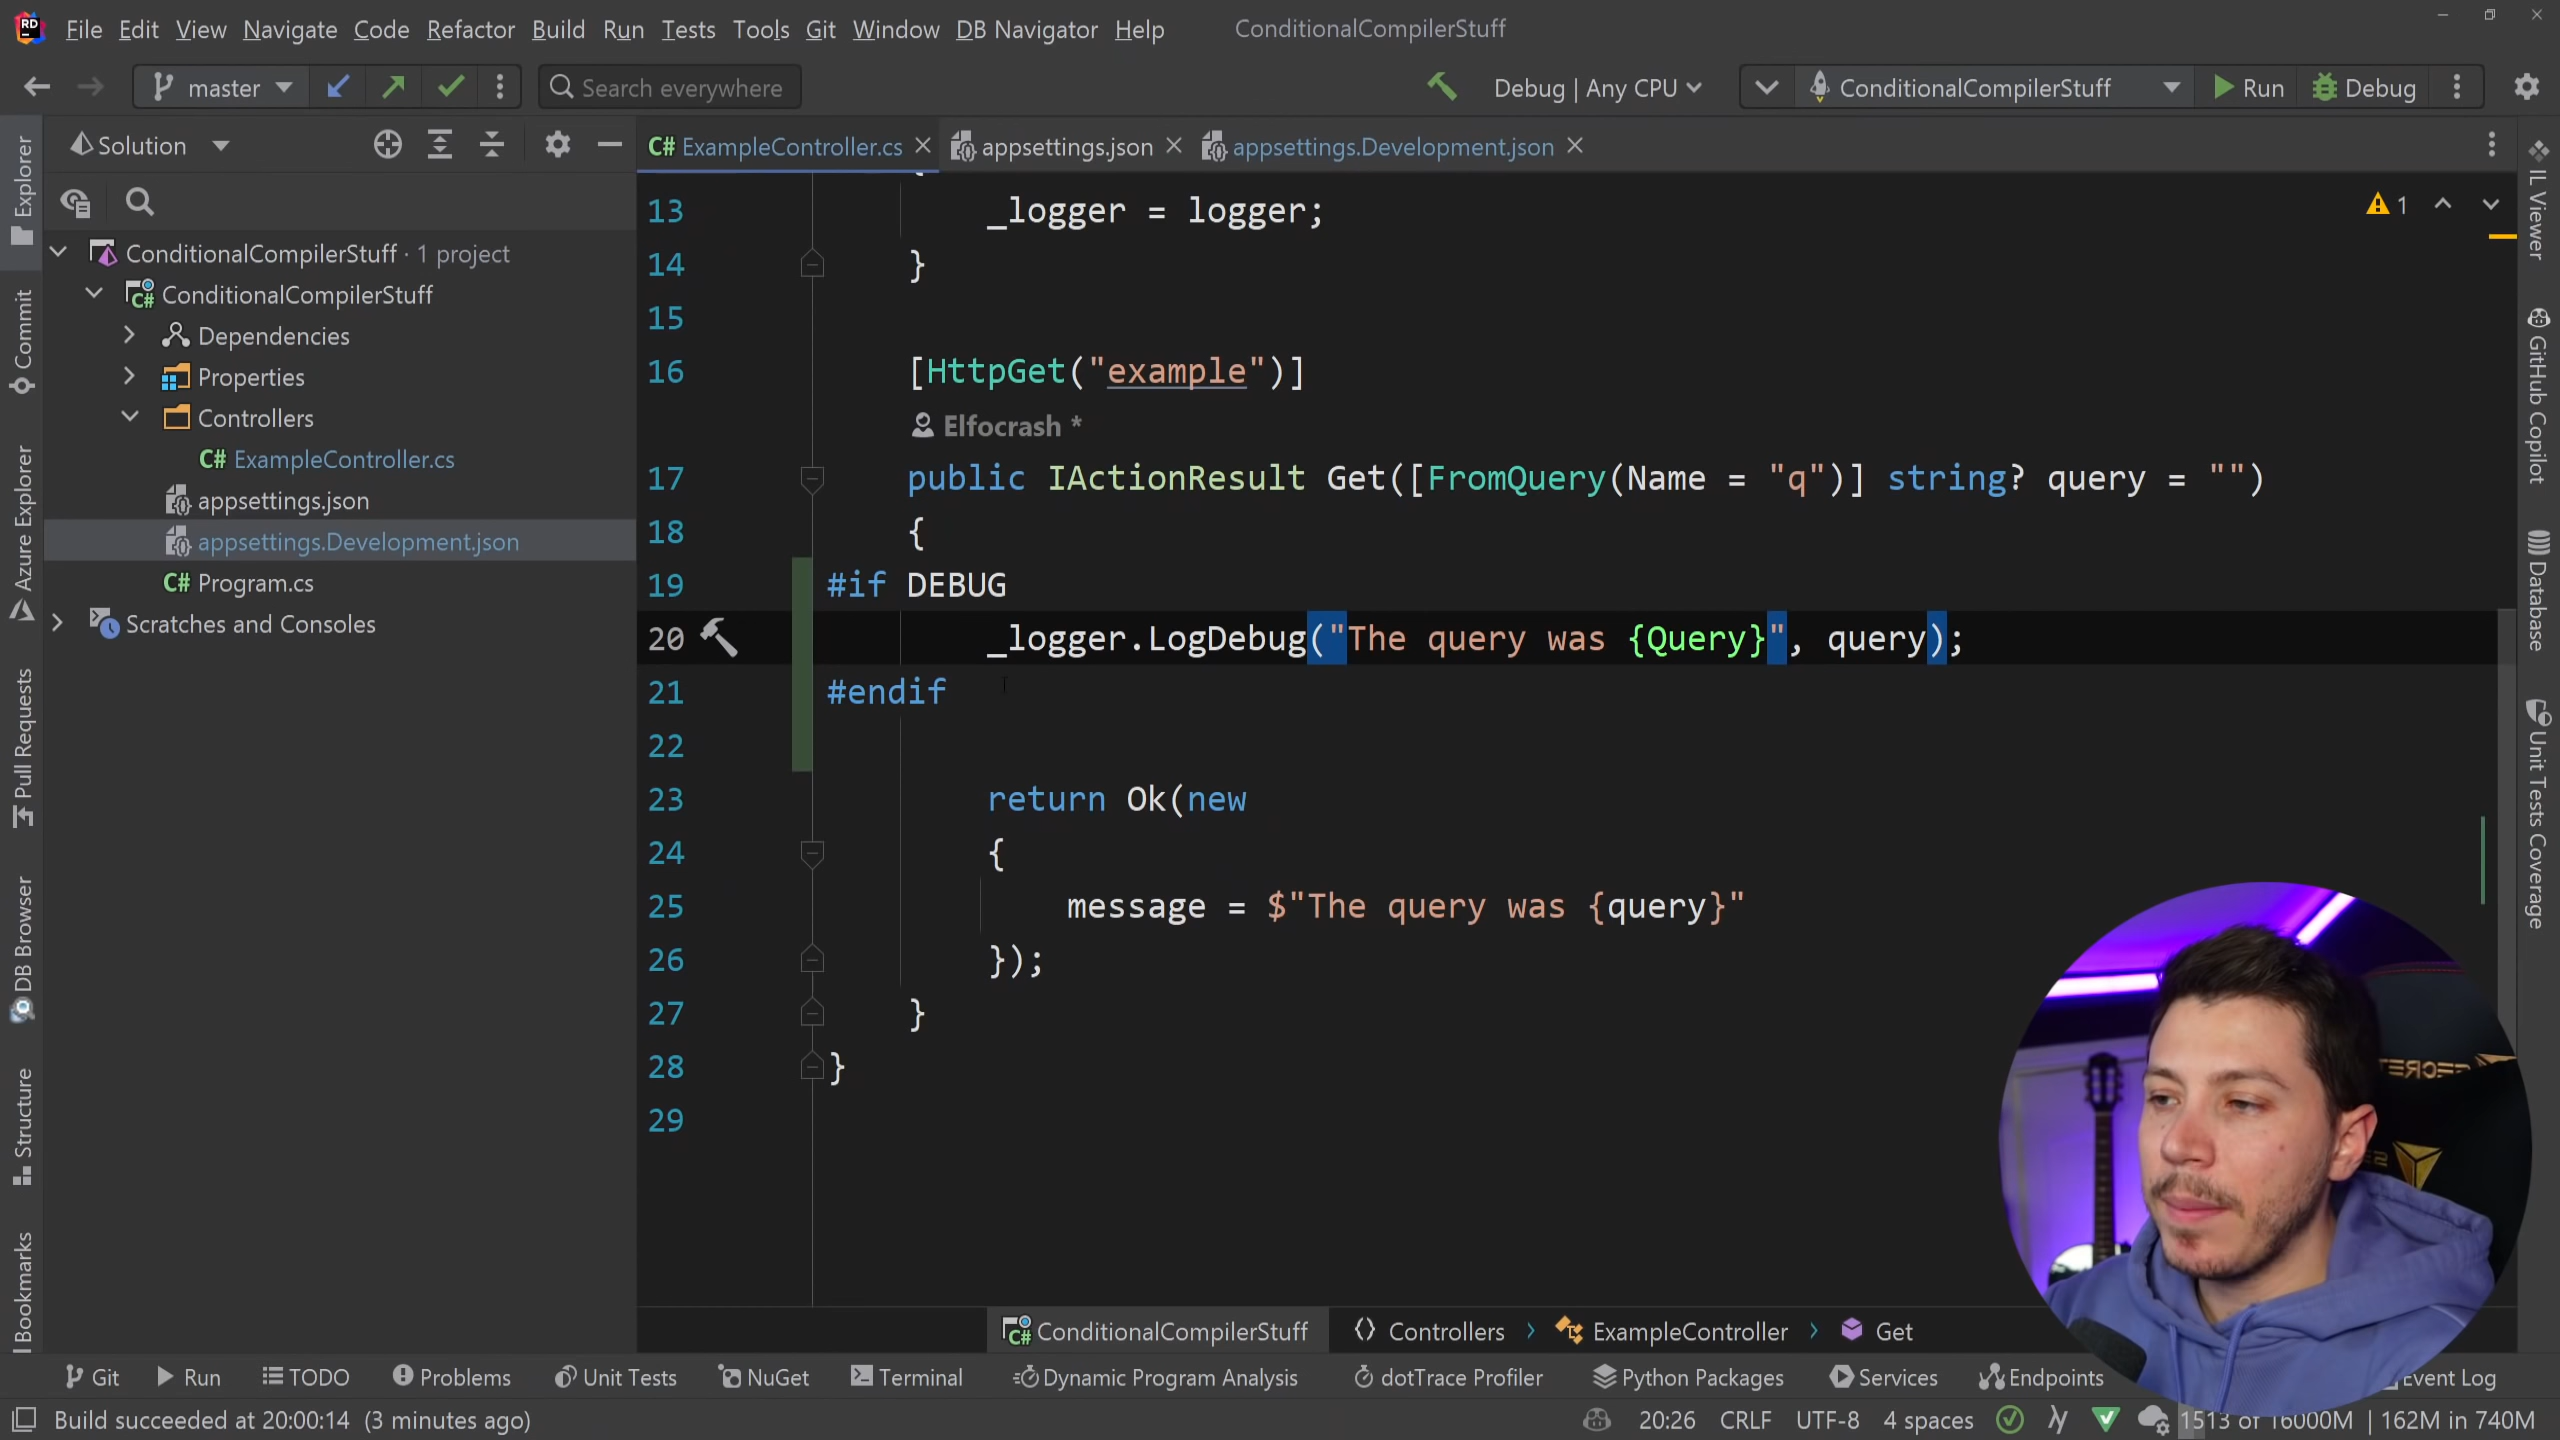 File Edit View Navigate Code Refactor Build Run Tests Tools Git Window DB Navigator Help ConditionalCompilerStuff
master Search everywhere Debug | Any CPU ConditionalCompilerStuff Run Debug
Solution
ExampleController.cs appsettings.json appsettings.Development.json
Explorer
Commit
Azure Explorer
Pull Requests
DB Browser
Structure
Bookmarks
ConditionalCompilerStuff · 1 project
ConditionalCompilerStuff
Dependencies
Properties
Controllers
C# ExampleController.cs
appsettings.json
appsettings.Development.json
C# Program.cs
Scratches and Consoles
13 _logger = logger;
14 }
15
16 [HttpGet("example")]
Elfocrash *
17 public IActionResult Get([FromQuery(Name = "q")] string? query = "")
18 {
19 #if DEBUG
20 _logger.LogDebug("The query was {Query}", query);
21 #endif
22
23 return Ok(new
24 {
25 message = $"The query was {query}"
26 });
27 }
28 }
29
1
IL Viewer
GitHub Copilot
Database
Unit Tests Coverage
ConditionalCompilerStuff Controllers ExampleController Get
Git Run TODO Problems Unit Tests NuGet Terminal Dynamic Program Analysis dotTrace Profiler Python Packages Services Endpoints Event Log
Build succeeded at 20:00:14 (3 minutes ago) 20:26 CRLF UTF-8 4 spaces 1513 of 16000M | 162M in 740M